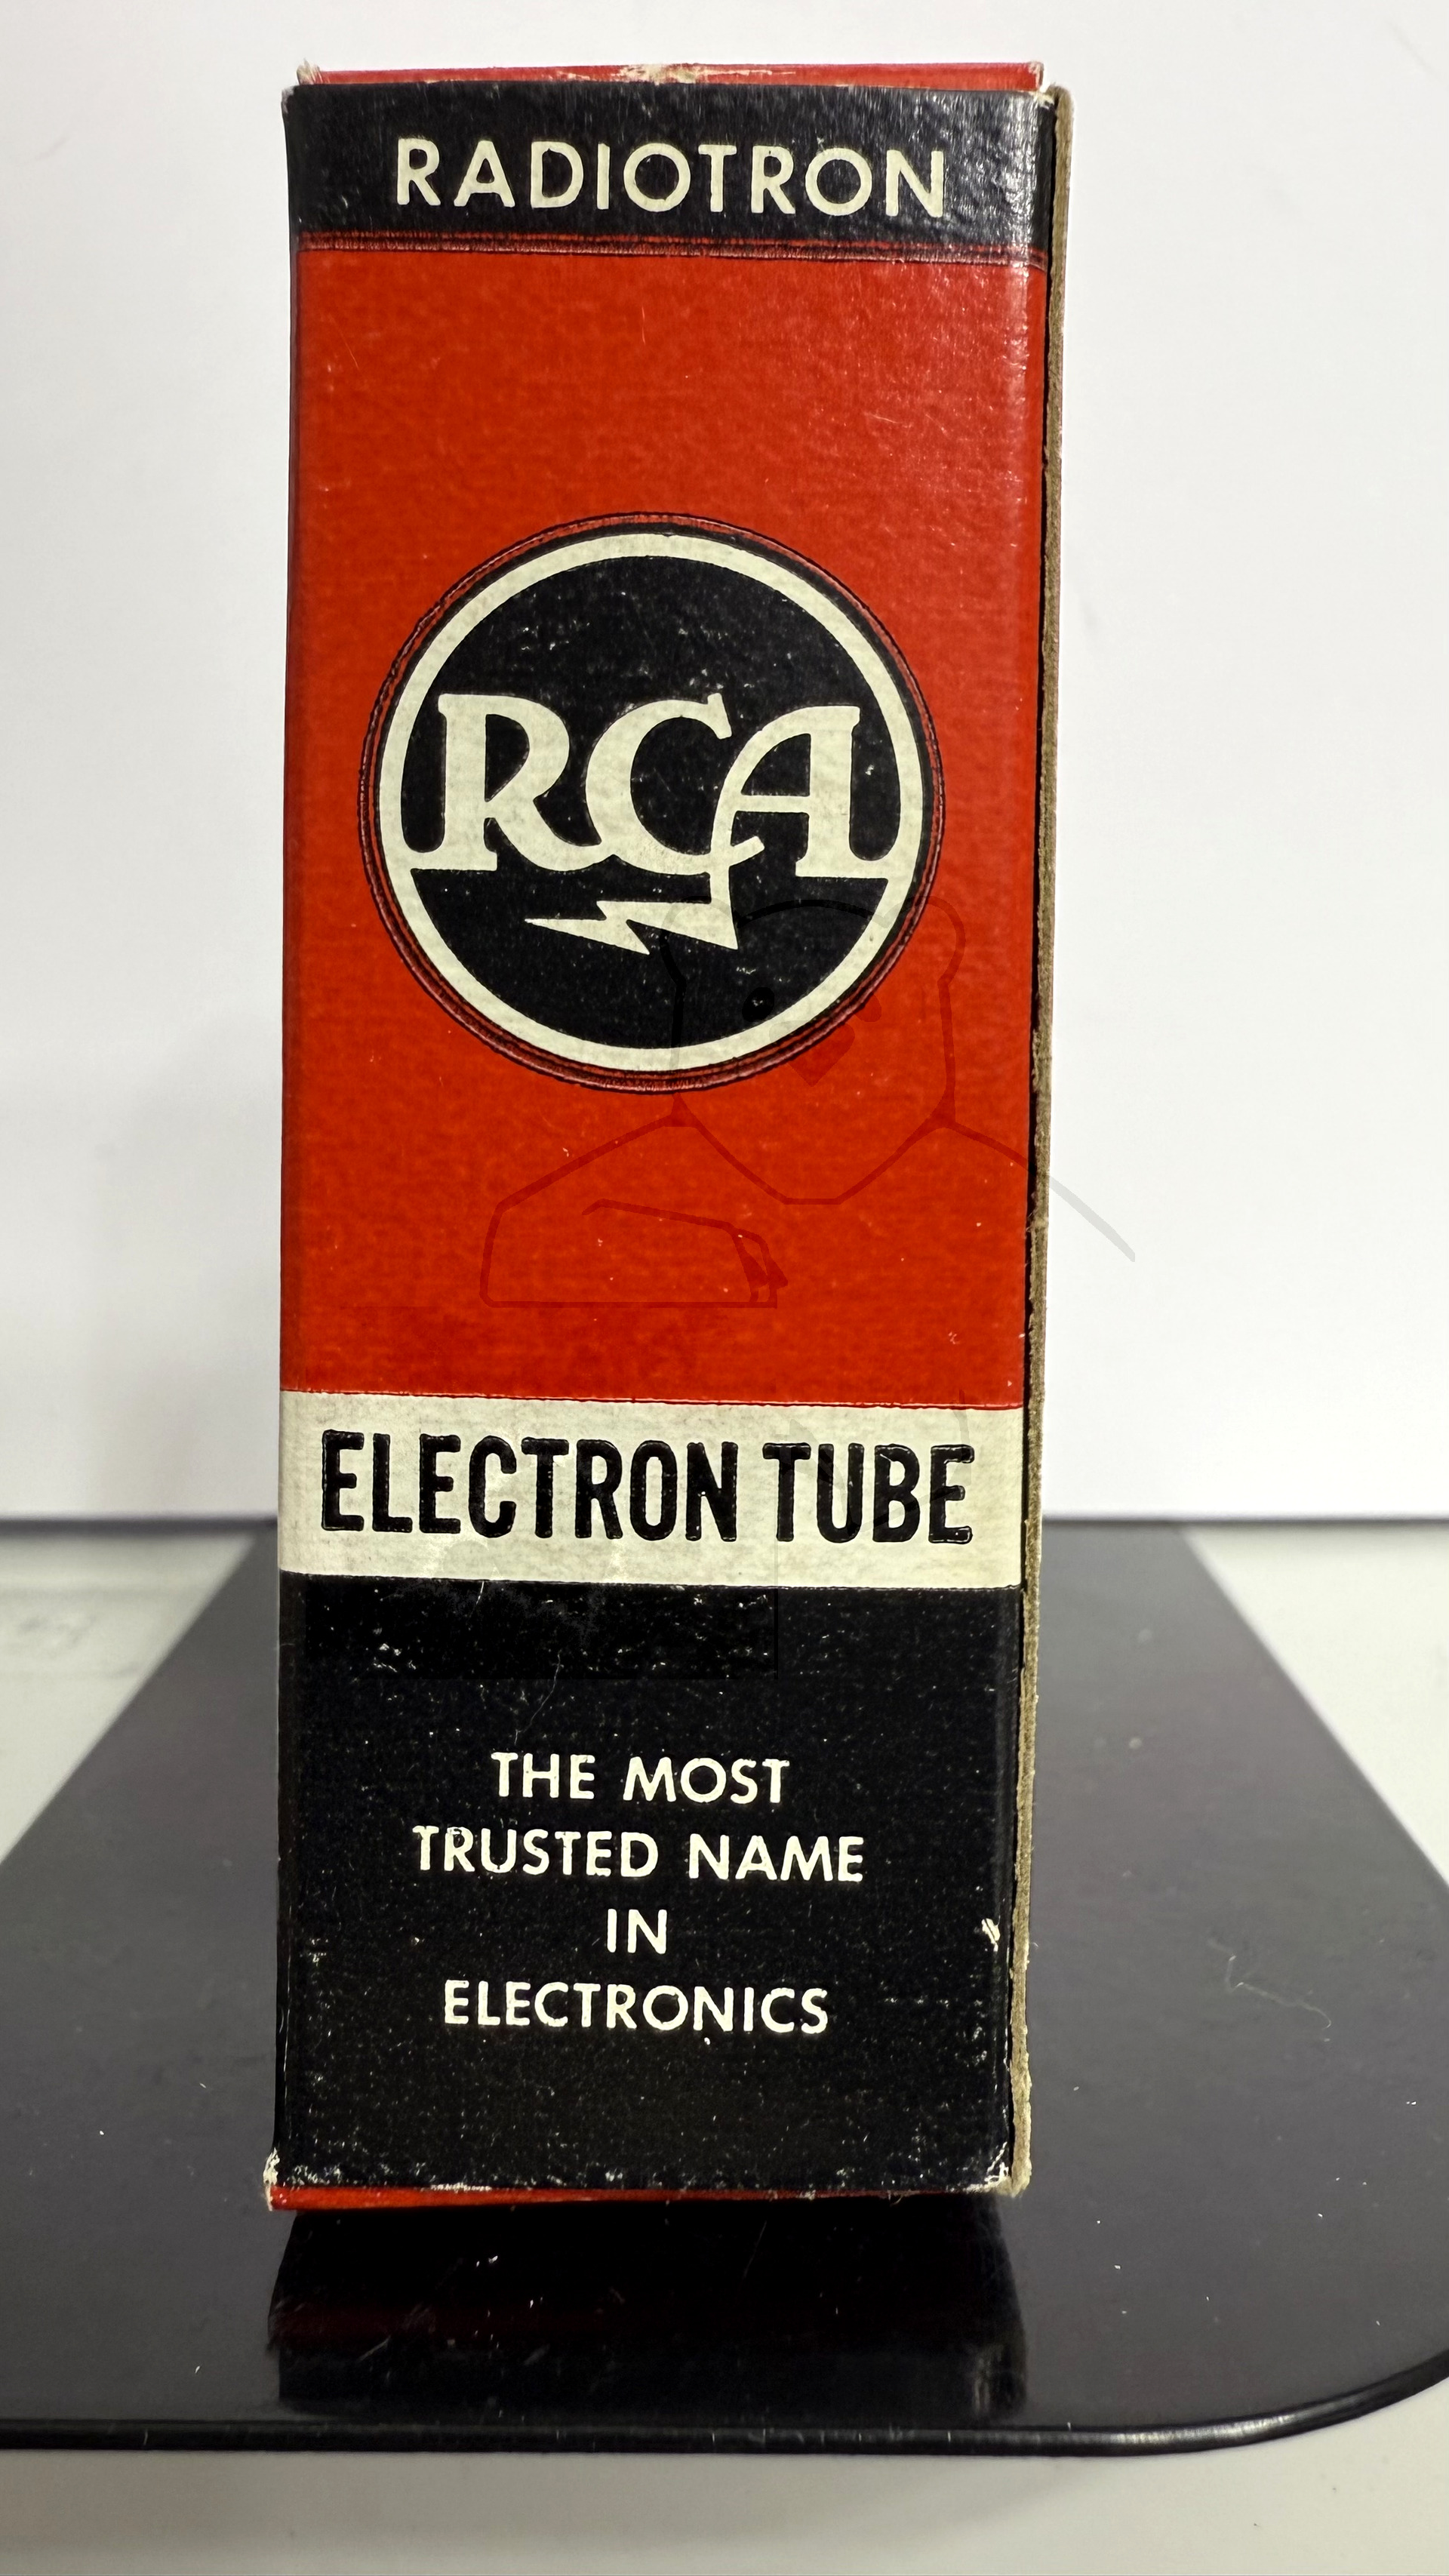 RADIOTRON
RCA
ELECTRON TUBE
THE MOST
TRUSTED NAME
IN
ELECTRONICS